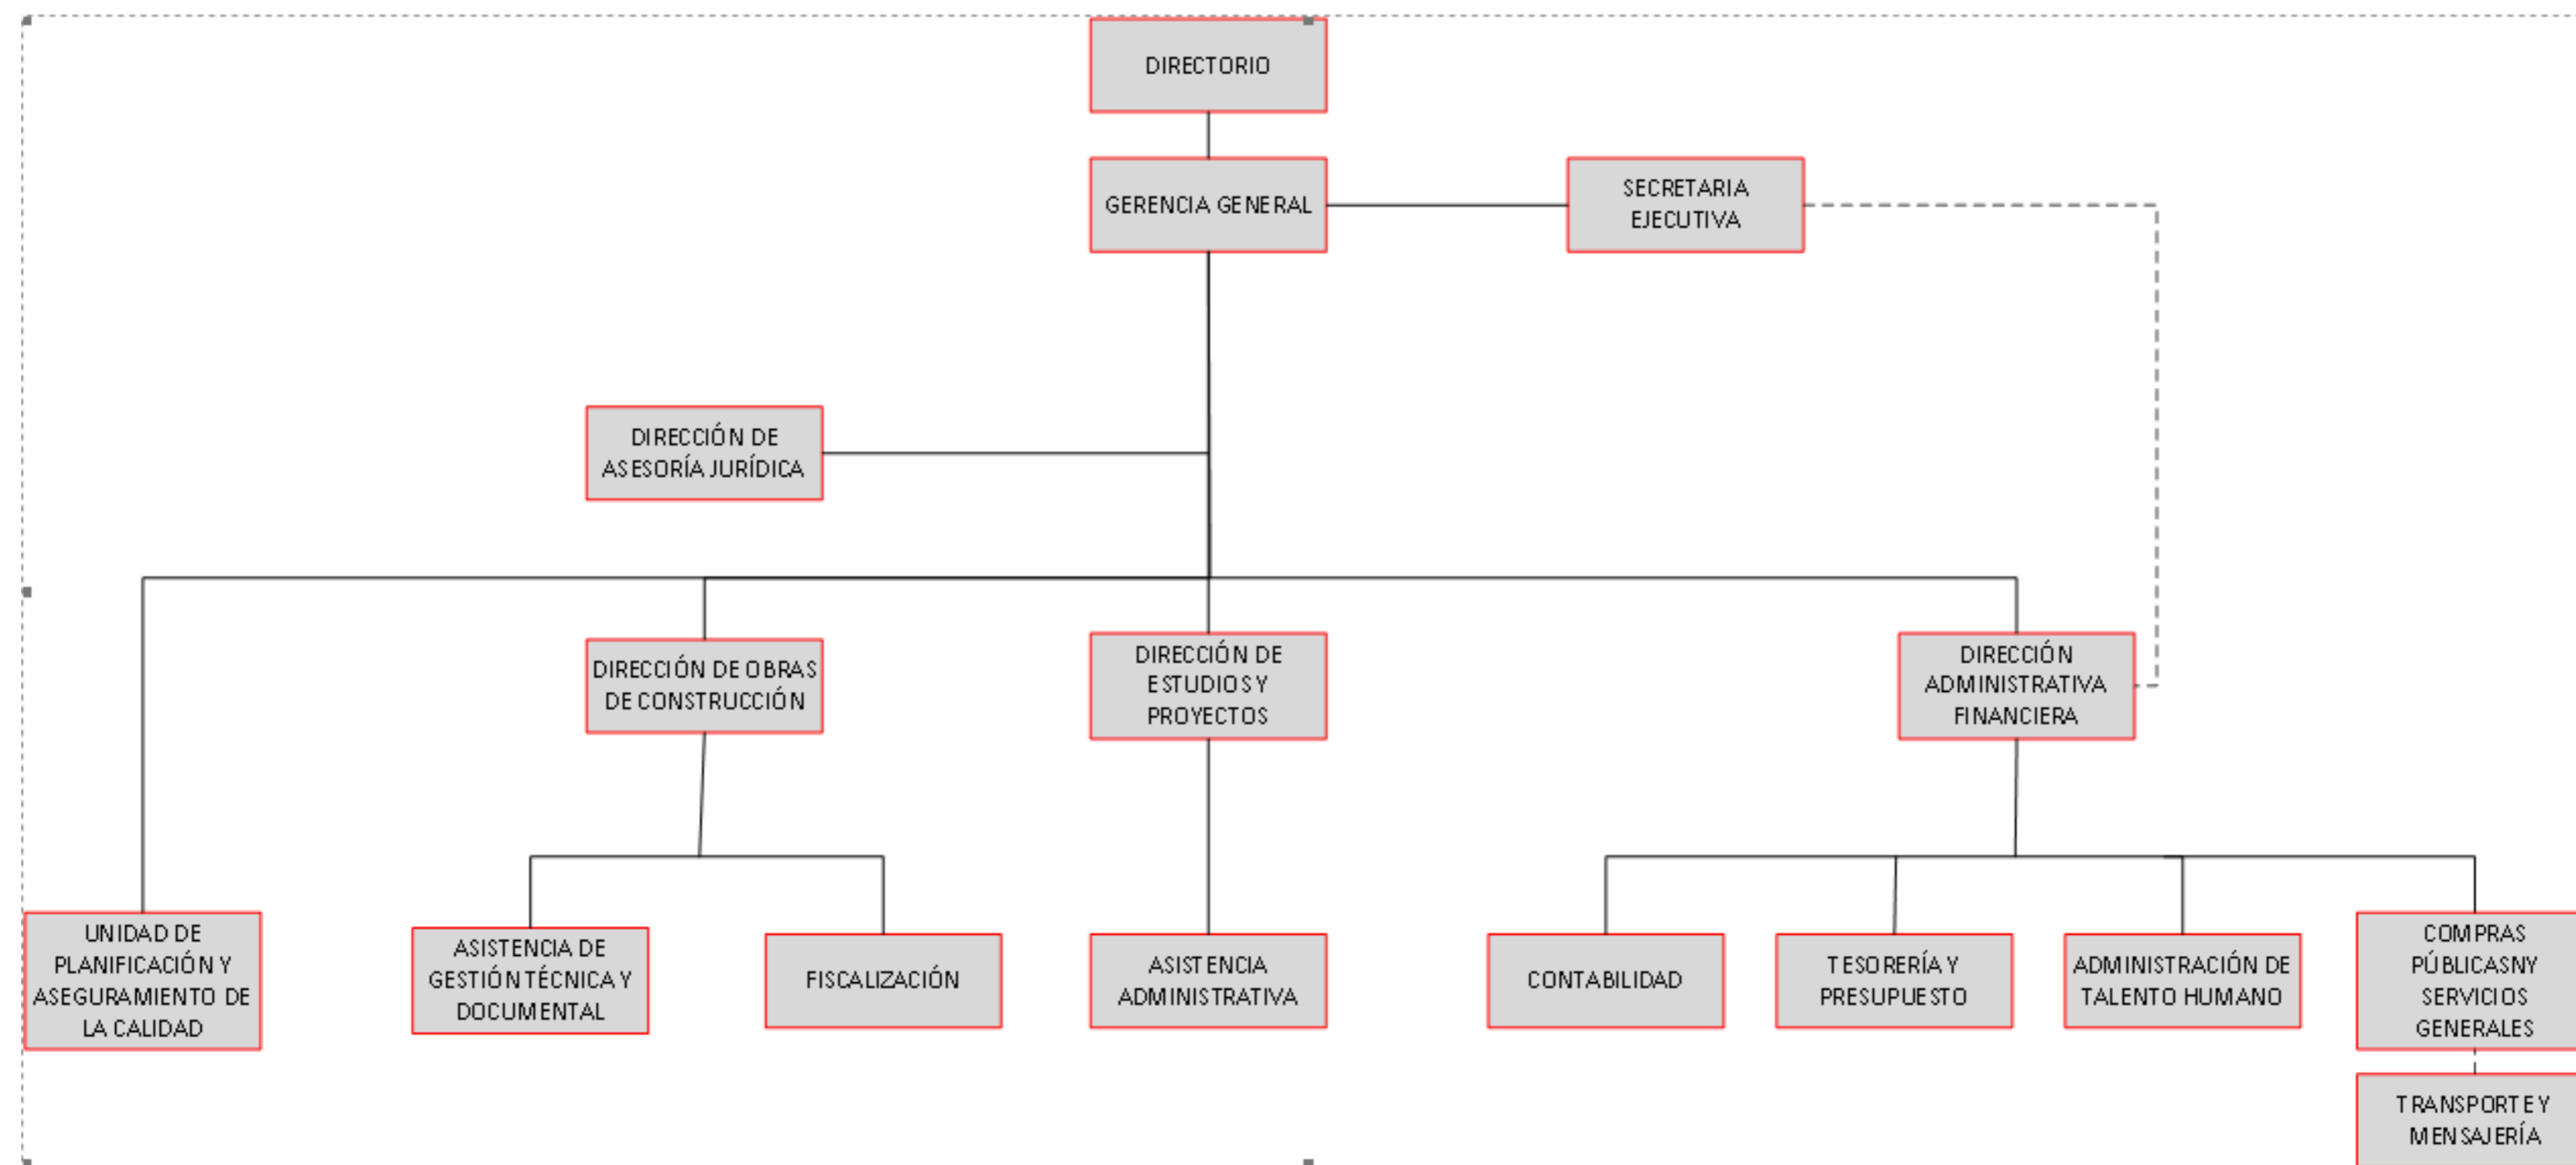 DIRECTORIO
GERENCIA GENERAL
SECRETARIA
EJECUTIVA
DIRECCIÓN DE
ASESORÍA JURÍDICA
DIRECCIÓN DE OBRAS
DE CONSTRUCCIÓN
DIRECCIÓN DE
ESTUDIOS Y
PROYECTOS
DIRECCIÓN
ADMINISTRATIVA
FINANCIERA
UNIDAD DE
PLANIFICACIÓN Y
ASEGURAMIENTO DE
LA CALIDAD
ASISTENCIA DE
GESTIÓN TÉCNICA Y
DOCUMENTAL
FISCALIZACIÓN
ASISTENCIA
ADMINISTRATIVA
CONTABILIDAD
TESORERÍA Y
PRESUPUESTO
ADMINISTRACIÓN DE
TALENTO HUMANO
COMPRAS
PÚBLICASNY
SERVICIOS
GENERALES
TRANSPORTE Y
MENSAJERÍA